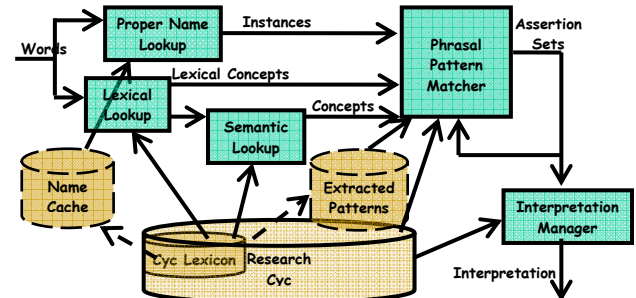 Words
Proper Name
Lookup
Instances
Phrasal
Pattern
Matcher
Assertion
Sets
Lexical Concepts
Lexical
Lookup
Concepts
Semantic
Lookup
Name
Cache
Extracted
Patterns
Interpretation
Manager
Cyc Lexicon
Research
Cyc
Interpretation